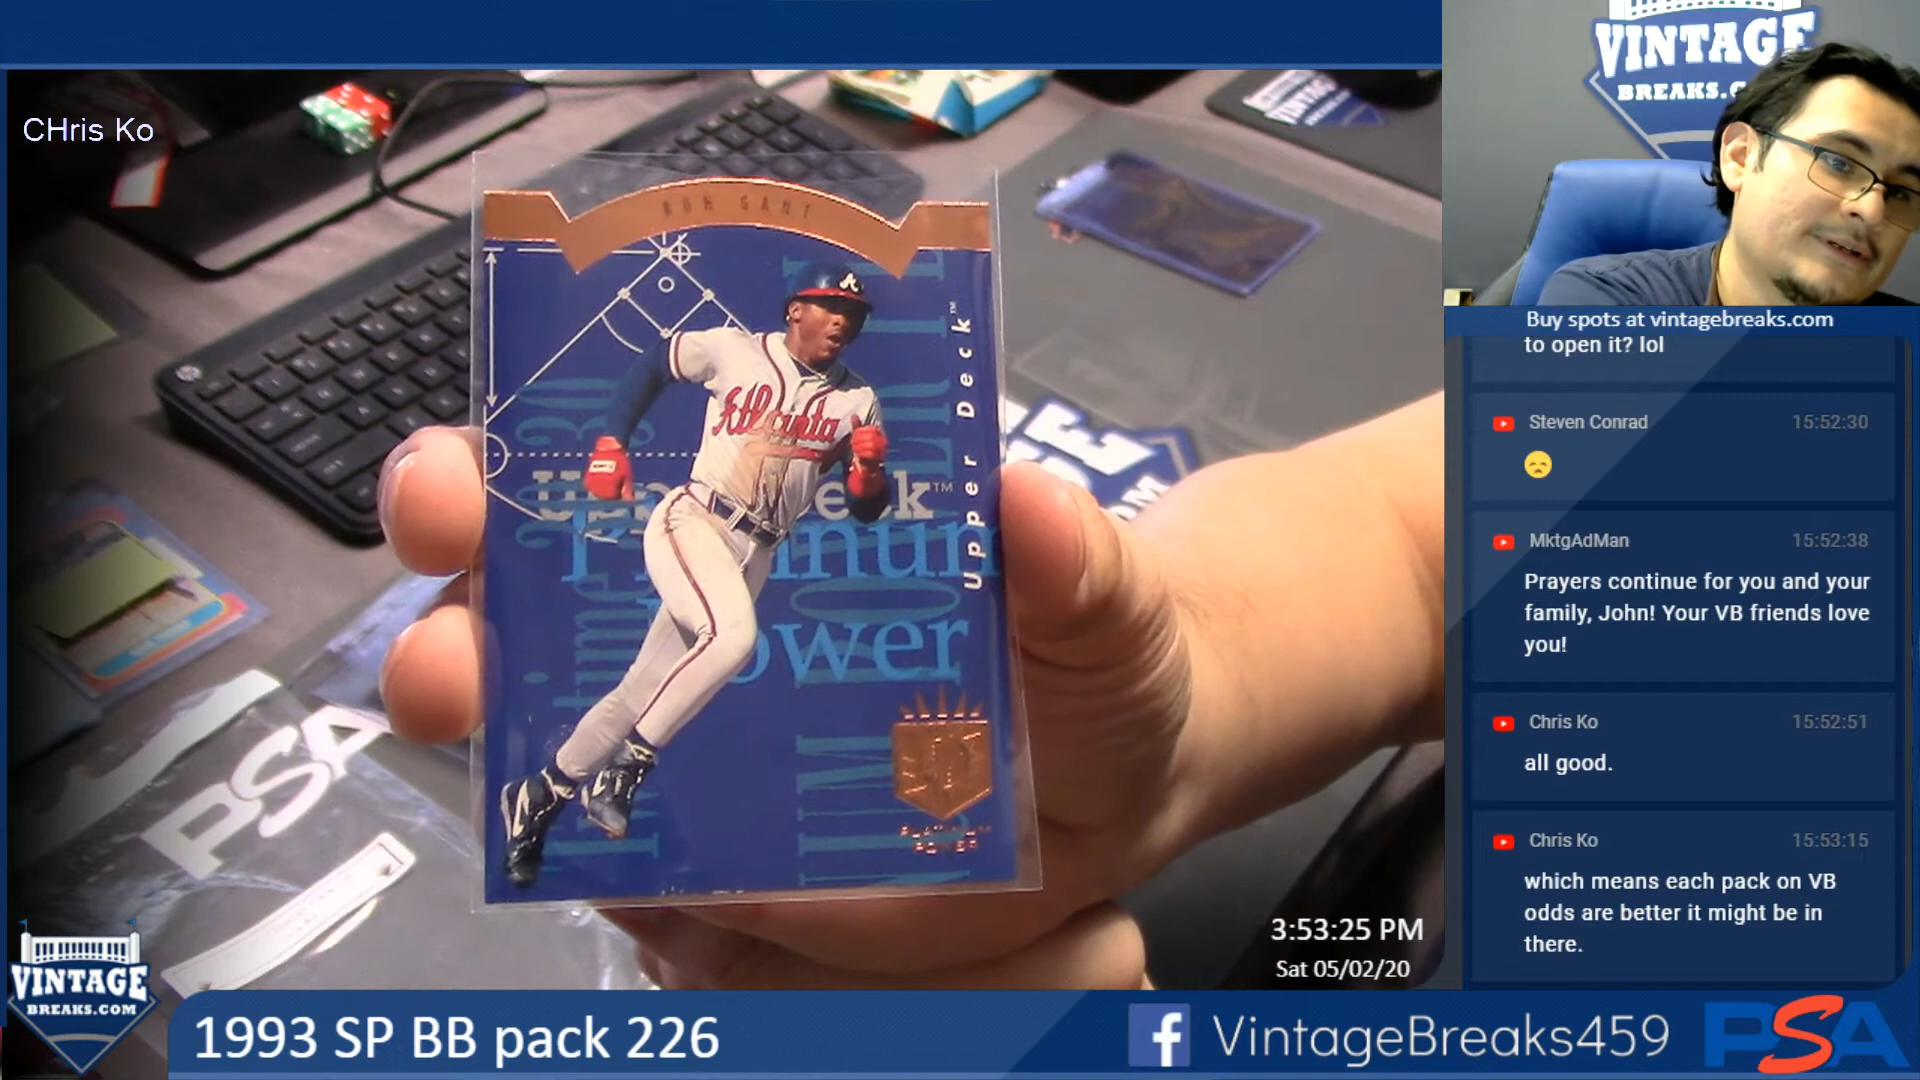 CHris Ko
RON GANT
Upper Deck™
Atlanta
Platinum
Power
PLATINUM
POWER
PSA
VINTAGE
BREAKS.COM
3:53:25 PM
Sat 05/02/20
VINTAGE
BREAKS.C
Buy spots at vintagebreaks.com
to open it? lol
Steven Conrad 15:52:30
😞
MktgAdMan 15:52:38
Prayers continue for you and your
family, John! Your VB friends love
you!
Chris Ko 15:52:51
all good.
Chris Ko 15:53:15
which means each pack on VB
odds are better it might be in
there.
1993 SP BB pack 226
f VintageBreaks459
PSA